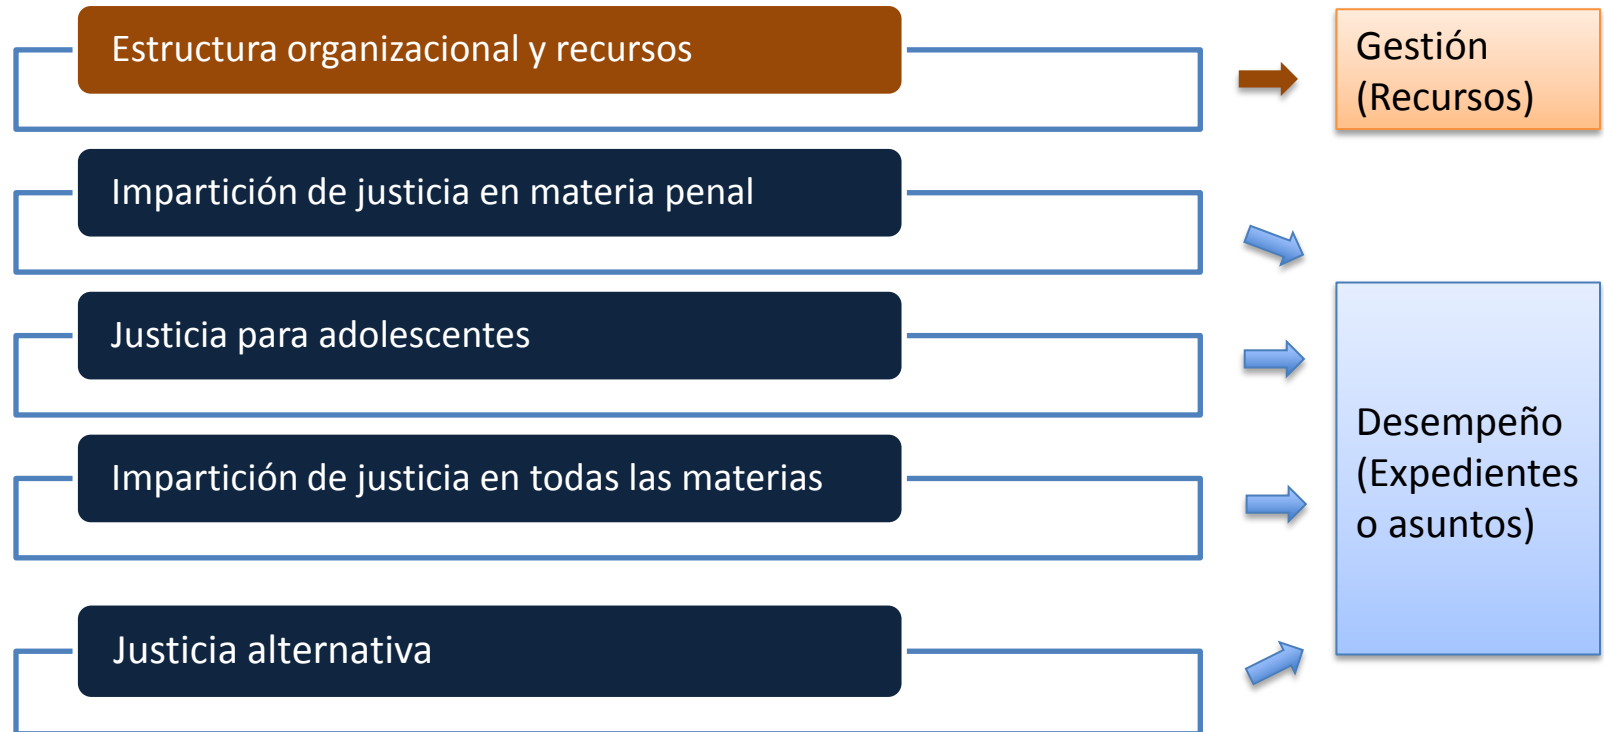 Estructura organizacional y recursos
Gestión
(Recursos)
Impartición de justicia en materia penal
Justicia para adolescentes
Impartición de justicia en todas las materias
Justicia alternativa
Desempeño
(Expedientes
o asuntos)